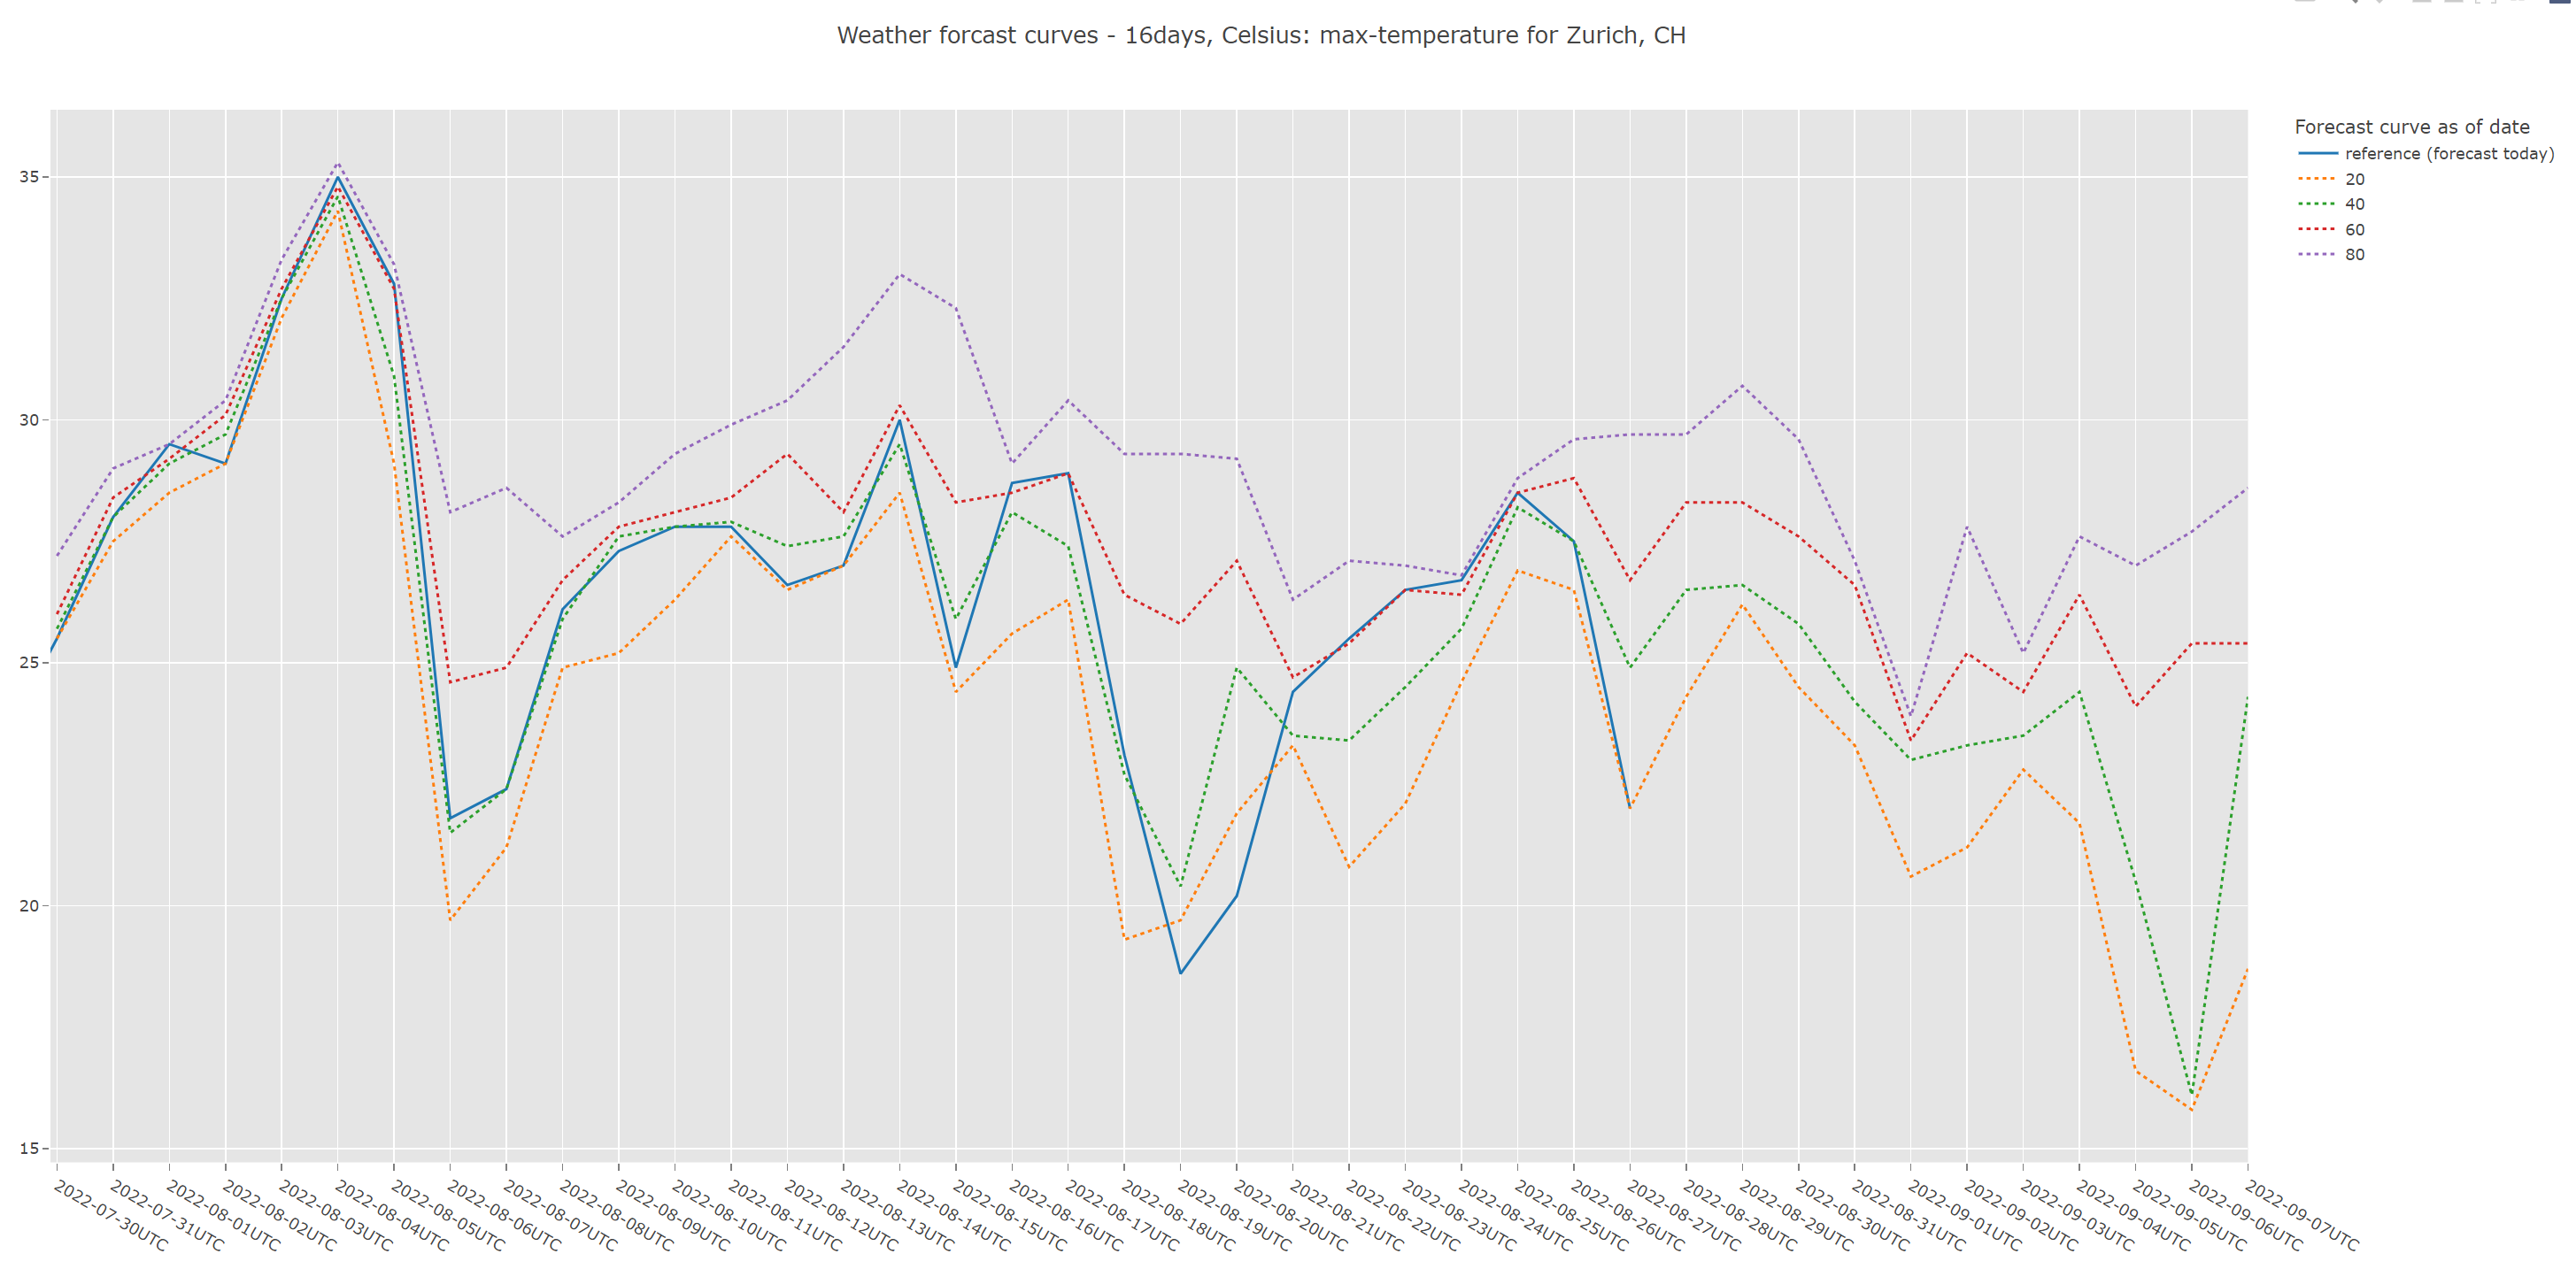 Weather forcast curves - 16days, Celsius: max-temperature for Zurich, CH
Forecast curve as of date
reference (forecast today)
20
40
60
80
35
30
25
20
15
2022-07-30UTC
2022-07-31UTC
2022-08-01UTC
2022-08-02UTC
2022-08-03UTC
2022-08-04UTC
2022-08-05UTC
2022-08-06UTC
2022-08-07UTC
2022-08-08UTC
2022-08-09UTC
2022-08-10UTC
2022-08-11UTC
2022-08-12UTC
2022-08-13UTC
2022-08-14UTC
2022-08-15UTC
2022-08-16UTC
2022-08-17UTC
2022-08-18UTC
2022-08-19UTC
2022-08-20UTC
2022-08-21UTC
2022-08-22UTC
2022-08-23UTC
2022-08-24UTC
2022-08-25UTC
2022-08-26UTC
2022-08-27UTC
2022-08-28UTC
2022-08-29UTC
2022-08-30UTC
2022-08-31UTC
2022-09-01UTC
2022-09-02UTC
2022-09-03UTC
2022-09-04UTC
2022-09-05UTC
2022-09-06UTC
2022-09-07UTC